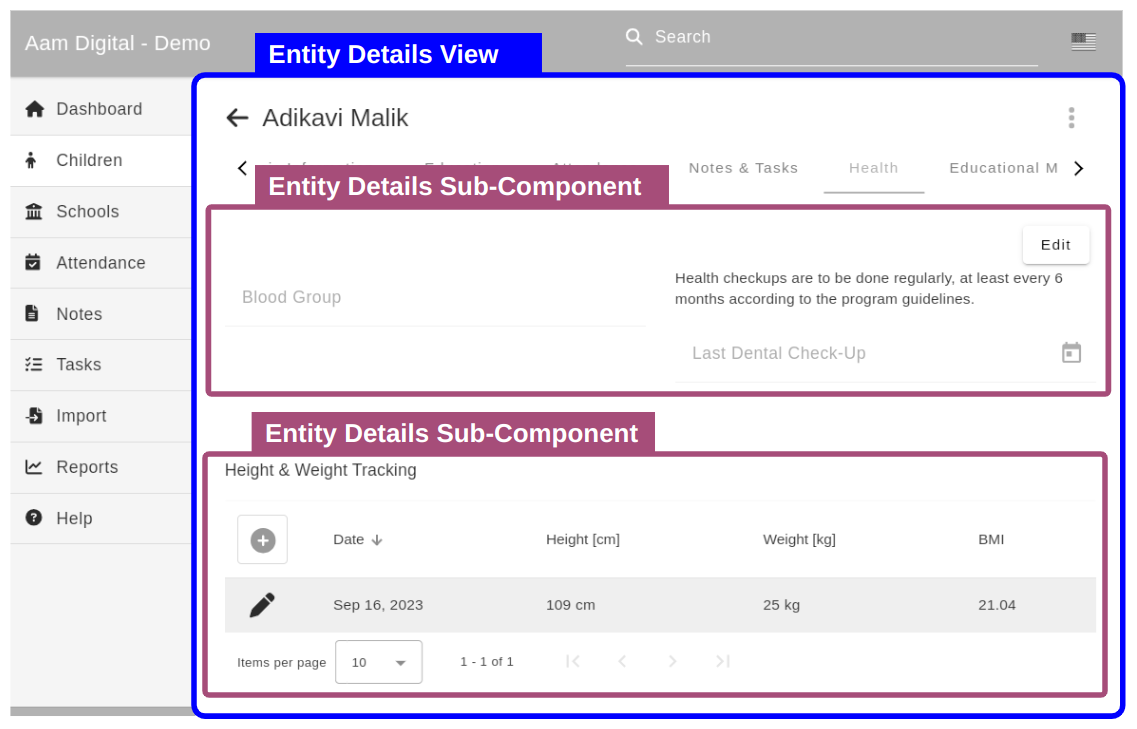 Aam Digital - Demo
Search
Entity Details View
Dashboard
Children
Schools
Attendance
Notes
Tasks
Import
Reports
Help
Adikavi Malik
Notes & Tasks
Health
Educational M
Entity Details Sub-Component
Edit
Blood Group
Health checkups are to be done regularly, at least every 6
months according to the program guidelines.
Last Dental Check-Up
Entity Details Sub-Component
Height & Weight Tracking
Date Height [cm] Weight [kg] BMI
Sep 16, 2023 109 cm 25 kg 21.04
Items per page 10 1 - 1 of 1